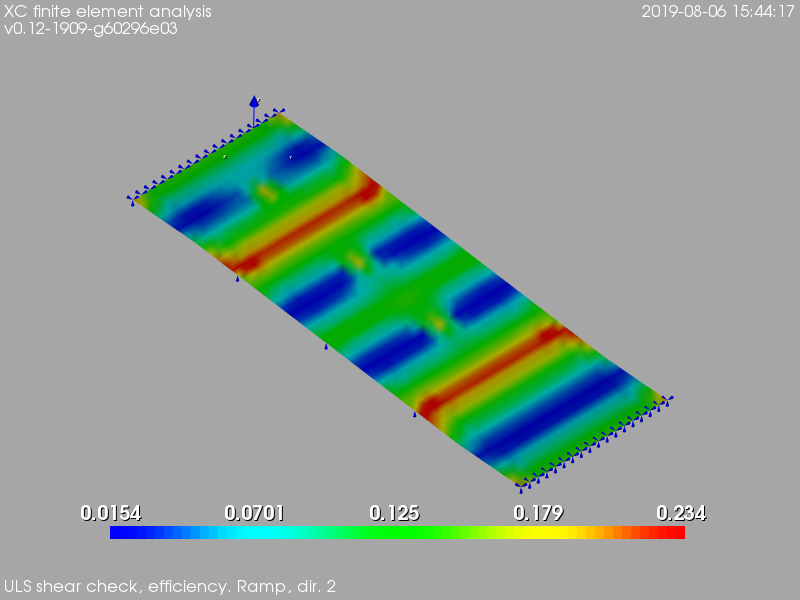 XC finite element analysis
2019-08-06 15:44:17
v0.12-1909-g60296e03
0.0154 0.0701 0.125 0.179 0.234
ULS shear check, efficiency. Ramp, dir. 2